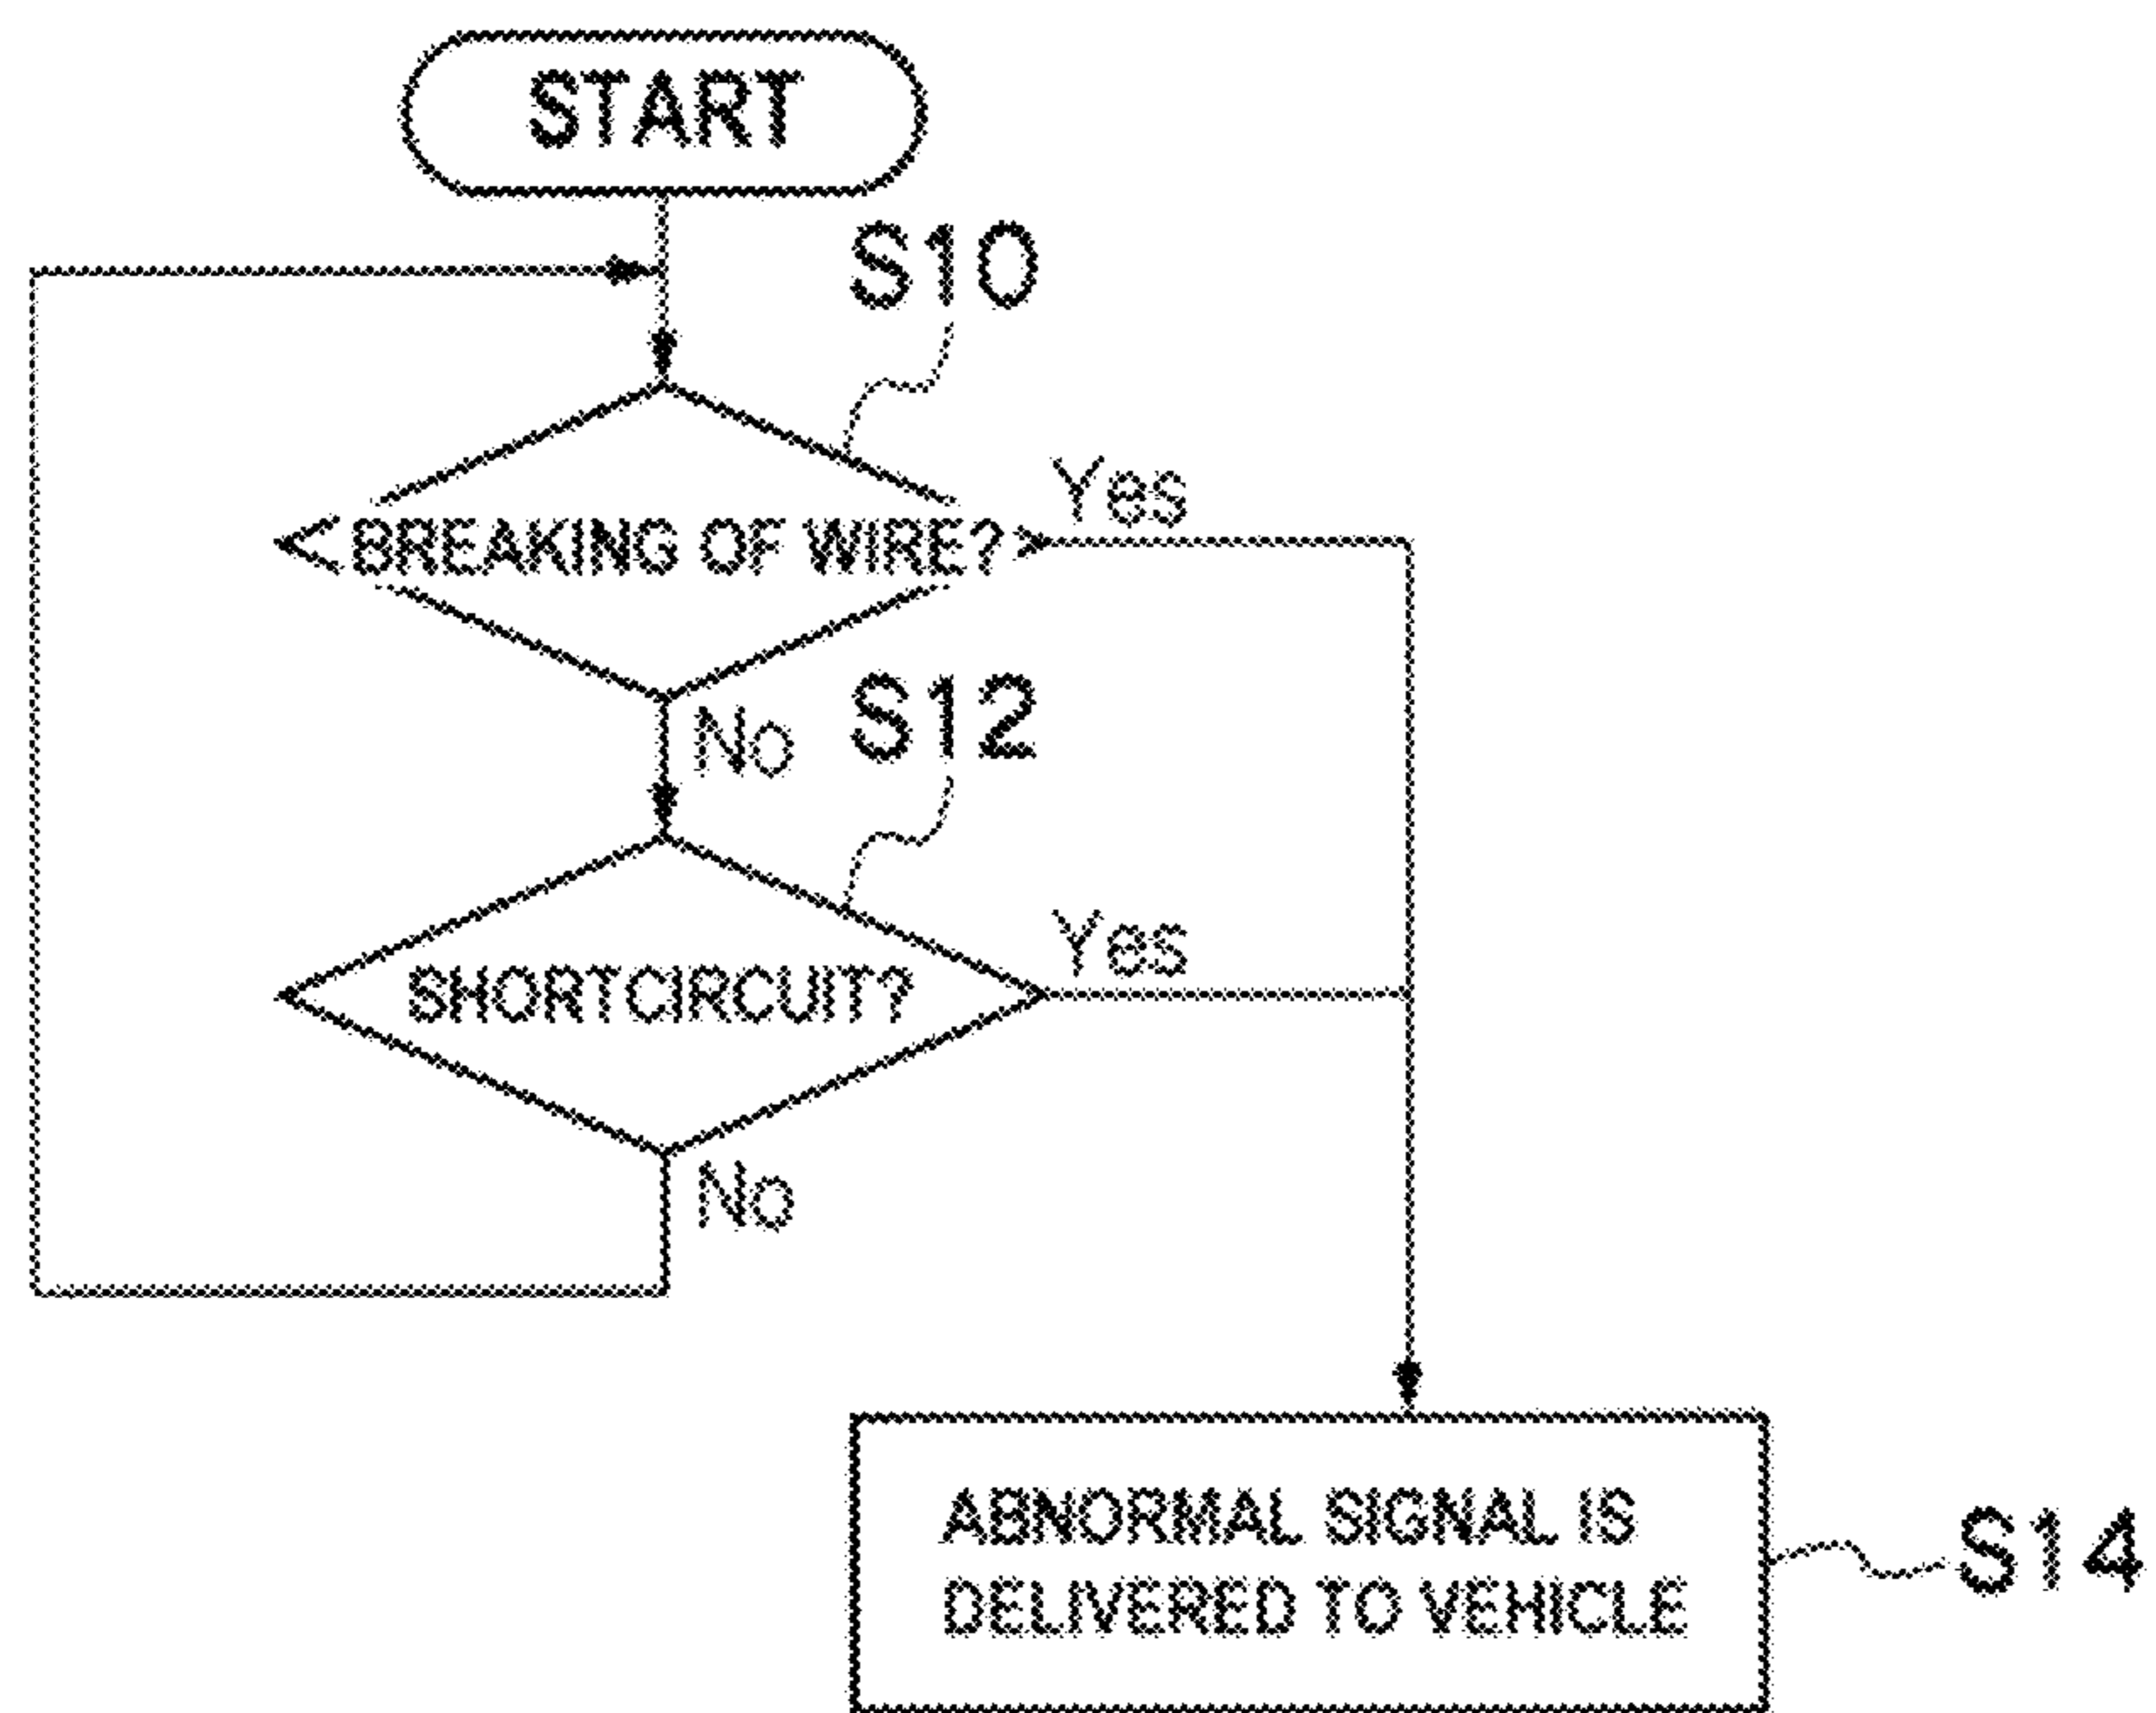 START
S10
BREAKING OF WIRE?
Yes
No
S12
SHORTCIRCUIT?
Yes
No
ABNORMAL SIGNAL IS
DELIVERED TO VEHICLE
S14